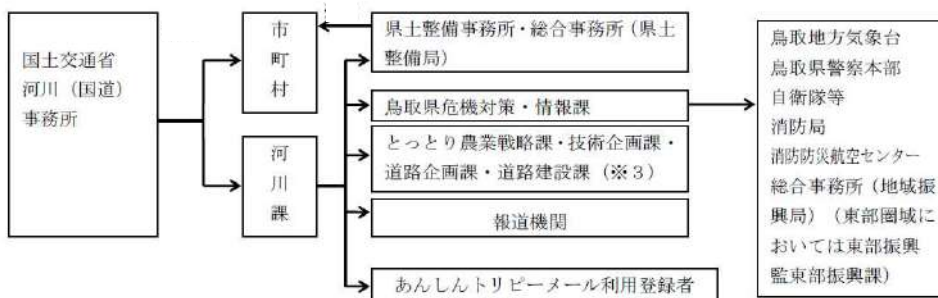 国土交通省
河川（国道）
事務所
市
町
村
河
川
課
県土整備事務所・総合事務所（県土
整備局）
鳥取県危機対策・情報課
とっとり農業戦略課・技術企画課・
道路企画課・道路建設課（※３）
報道機関
あんしんトリピーメール利用登録者
鳥取地方気象台
鳥取県警察本部
自衛隊等
消防局
消防防災航空センター
総合事務所（地域振
興局）（東部圏域に
おいては東部振興
監東部振興課）